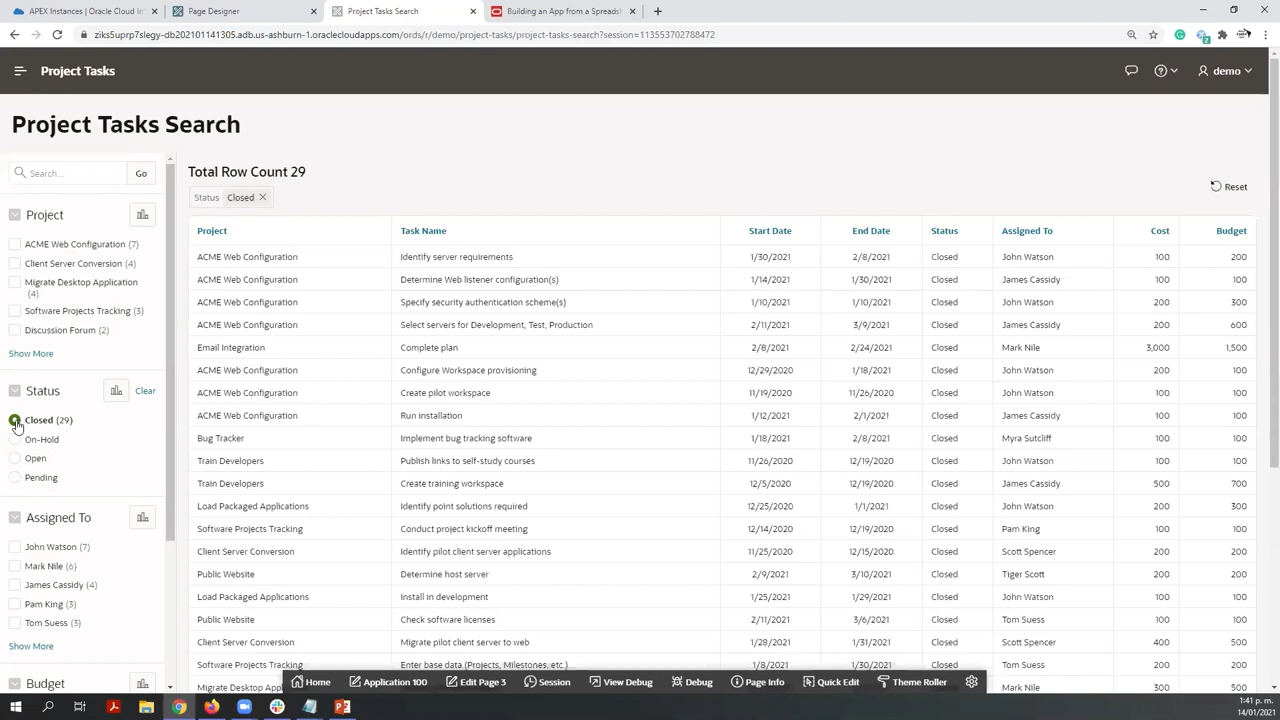 APEX Instances | Oracle Cloud In
Page Designer
Project Tasks Search
Building an App from a Spreadsh
ziks5uprp7slegy-db202101141305.adb.us-ashburn-1.oraclecloudapps.com/ords/r/demo/project-tasks/project-tasks-search?session=113553702788472
Project Tasks
demo
Project Tasks Search
Search...
Go
Project
ACME Web Configuration (7)
Client Server Conversion (4)
Migrate Desktop Application
(4)
Software Projects Tracking (3)
Discussion Forum (2)
Show More
Status
Clear
Closed (29)
On-Hold
Open
Pending
Assigned To
John Watson (7)
Mark Nile (6)
James Cassidy (4)
Pam King (3)
Tom Suess (3)
Show More
Budget
Total Row Count 29
Status Closed
Reset
Project Task Name Start Date End Date Status Assigned To Cost Budget
ACME Web Configuration Identify server requirements 1/30/2021 2/8/2021 Closed John Watson 100 200
ACME Web Configuration Determine Web listener configuration(s) 1/14/2021 1/30/2021 Closed James Cassidy 100 100
ACME Web Configuration Specify security authentication scheme(s) 1/10/2021 1/10/2021 Closed John Watson 200 300
ACME Web Configuration Select servers for Development, Test, Production 2/11/2021 3/9/2021 Closed James Cassidy 200 600
Email Integration Complete plan 2/8/2021 2/24/2021 Closed Mark Nile 3,000 1,500
ACME Web Configuration Configure Workspace provisioning 12/29/2020 1/18/2021 Closed John Watson 200 200
ACME Web Configuration Create pilot workspace 11/19/2020 11/26/2020 Closed John Watson 100 100
ACME Web Configuration Run installation 1/12/2021 2/1/2021 Closed James Cassidy 100 100
Bug Tracker Implement bug tracking software 1/18/2021 2/8/2021 Closed Myra Sutcliff 100 100
Train Developers Publish links to self-study courses 11/26/2020 12/19/2020 Closed John Watson 100 100
Train Developers Create training workspace 12/5/2020 12/19/2020 Closed James Cassidy 500 700
Load Packaged Applications Identify point solutions required 12/25/2020 1/1/2021 Closed John Watson 200 300
Software Projects Tracking Conduct project kickoff meeting 12/14/2020 12/19/2020 Closed Pam King 100 100
Client Server Conversion Identify pilot client server applications 11/25/2020 12/15/2020 Closed Scott Spencer 200 200
Public Website Determine host server 2/9/2021 3/10/2021 Closed Tiger Scott 200 200
Load Packaged Applications Install in development 1/25/2021 1/29/2021 Closed John Watson 100 100
Public Website Check software licenses 2/11/2021 3/6/2021 Closed Tom Suess 100 100
Client Server Conversion Migrate pilot client server to web 1/28/2021 1/31/2021 Closed Scott Spencer 400 500
Software Projects Tracking Enter base data (Projects, Milestones, etc.) 1/8/2021 1/30/2021 Closed Tom Suess 200 200
Migrate Desktop Mark Nile 300 500
Home Application 100 Edit Page 3 Session View Debug Debug Page Info Quick Edit Theme Roller
1:41 p. m.
14/01/2021